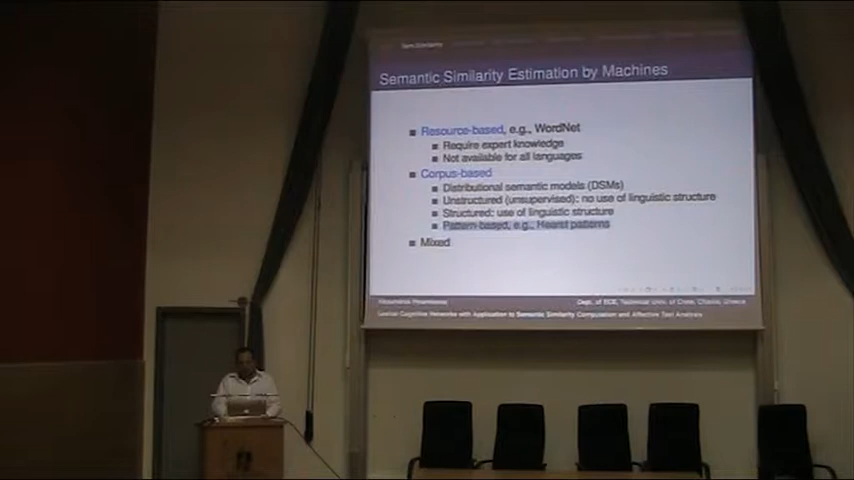 Semantic Similarity Estimation by Machines
Resource-based, e.g., WordNet
Require expert knowledge
Not available for all languages
Corpus-based
Distributional semantic models (DSMs)
Unstructured (unsupervised): no use of linguistic structure
Structured: use of linguistic structure
Pattern-based, e.g., Hearst patterns
Mixed
Dept. of ECE, Technical Univ. of Crete, Chania, Greece
Cognitive Networks with Application to Semantic Similarity Computation and Affective Text Analysis